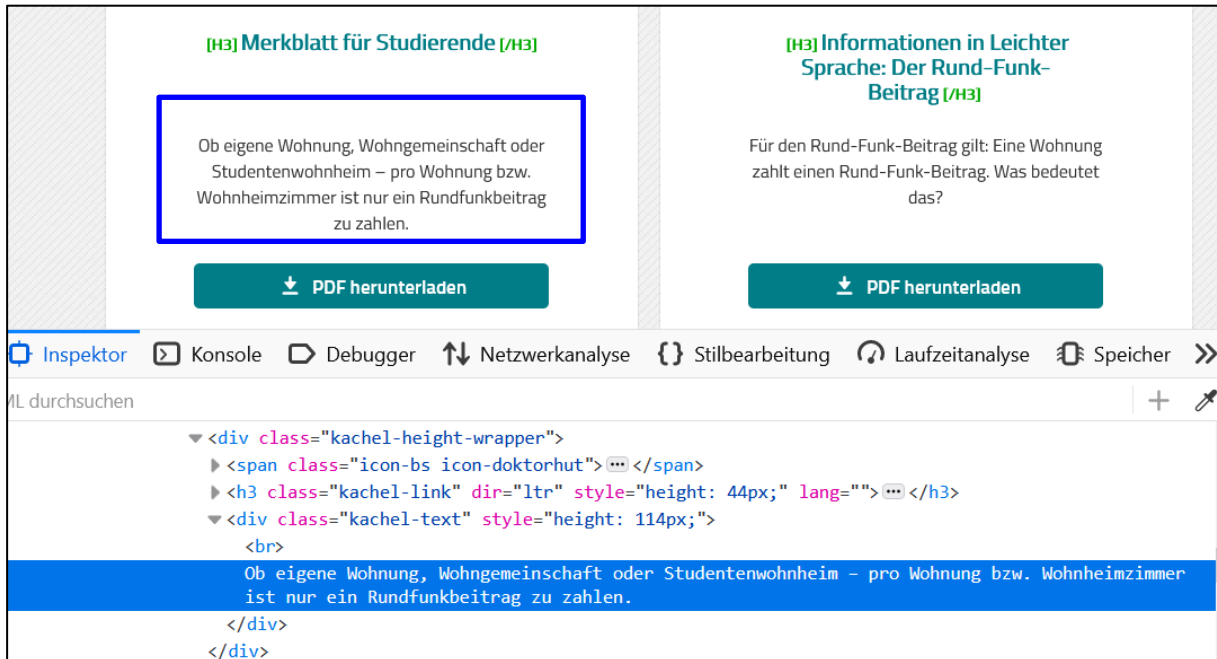 [H3] Merkblatt für Studierende [/H3]
Ob eigene Wohnung, Wohngemeinschaft oder
Studentenwohnheim – pro Wohnung bzw.
Wohnheimzimmer ist nur ein Rundfunkbeitrag
zu zahlen.
PDF herunterladen
[H3] Informationen in Leichter
Sprache: Der Rund-Funk-
Beitrag [/H3]
Für den Rund-Funk-Beitrag gilt: Eine Wohnung
zahlt einen Rund-Funk-Beitrag. Was bedeutet
das?
PDF herunterladen
Inspektor Konsole Debugger Netzwerkanalyse {} Stilbearbeitung Laufzeitanalyse Speicher
ML durchsuchen
<div class="kachel-height-wrapper">
<span class="icon-bs icon-doktorhut"> ••• </span>
<h3 class="kachel-link" dir="ltr" style="height: 44px;" lang=""> ••• </h3>
<div class="kachel-text" style="height: 114px;">
<br>
Ob eigene Wohnung, Wohngemeinschaft oder Studentenwohnheim – pro Wohnung bzw. Wohnheimzimmer
ist nur ein Rundfunkbeitrag zu zahlen.
</div>
</div>